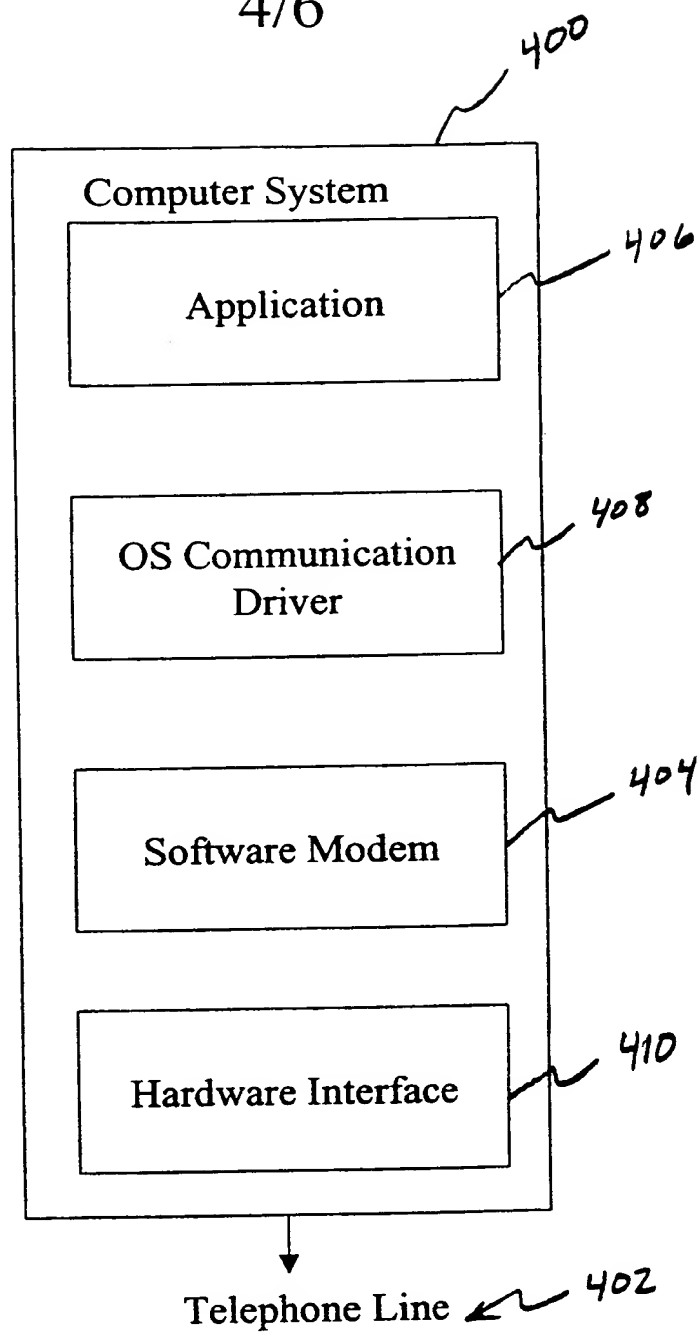 4/6
400
Computer System
Application
406
OS Communication
Driver
408
Software Modem
404
Hardware Interface
410
Telephone Line
402